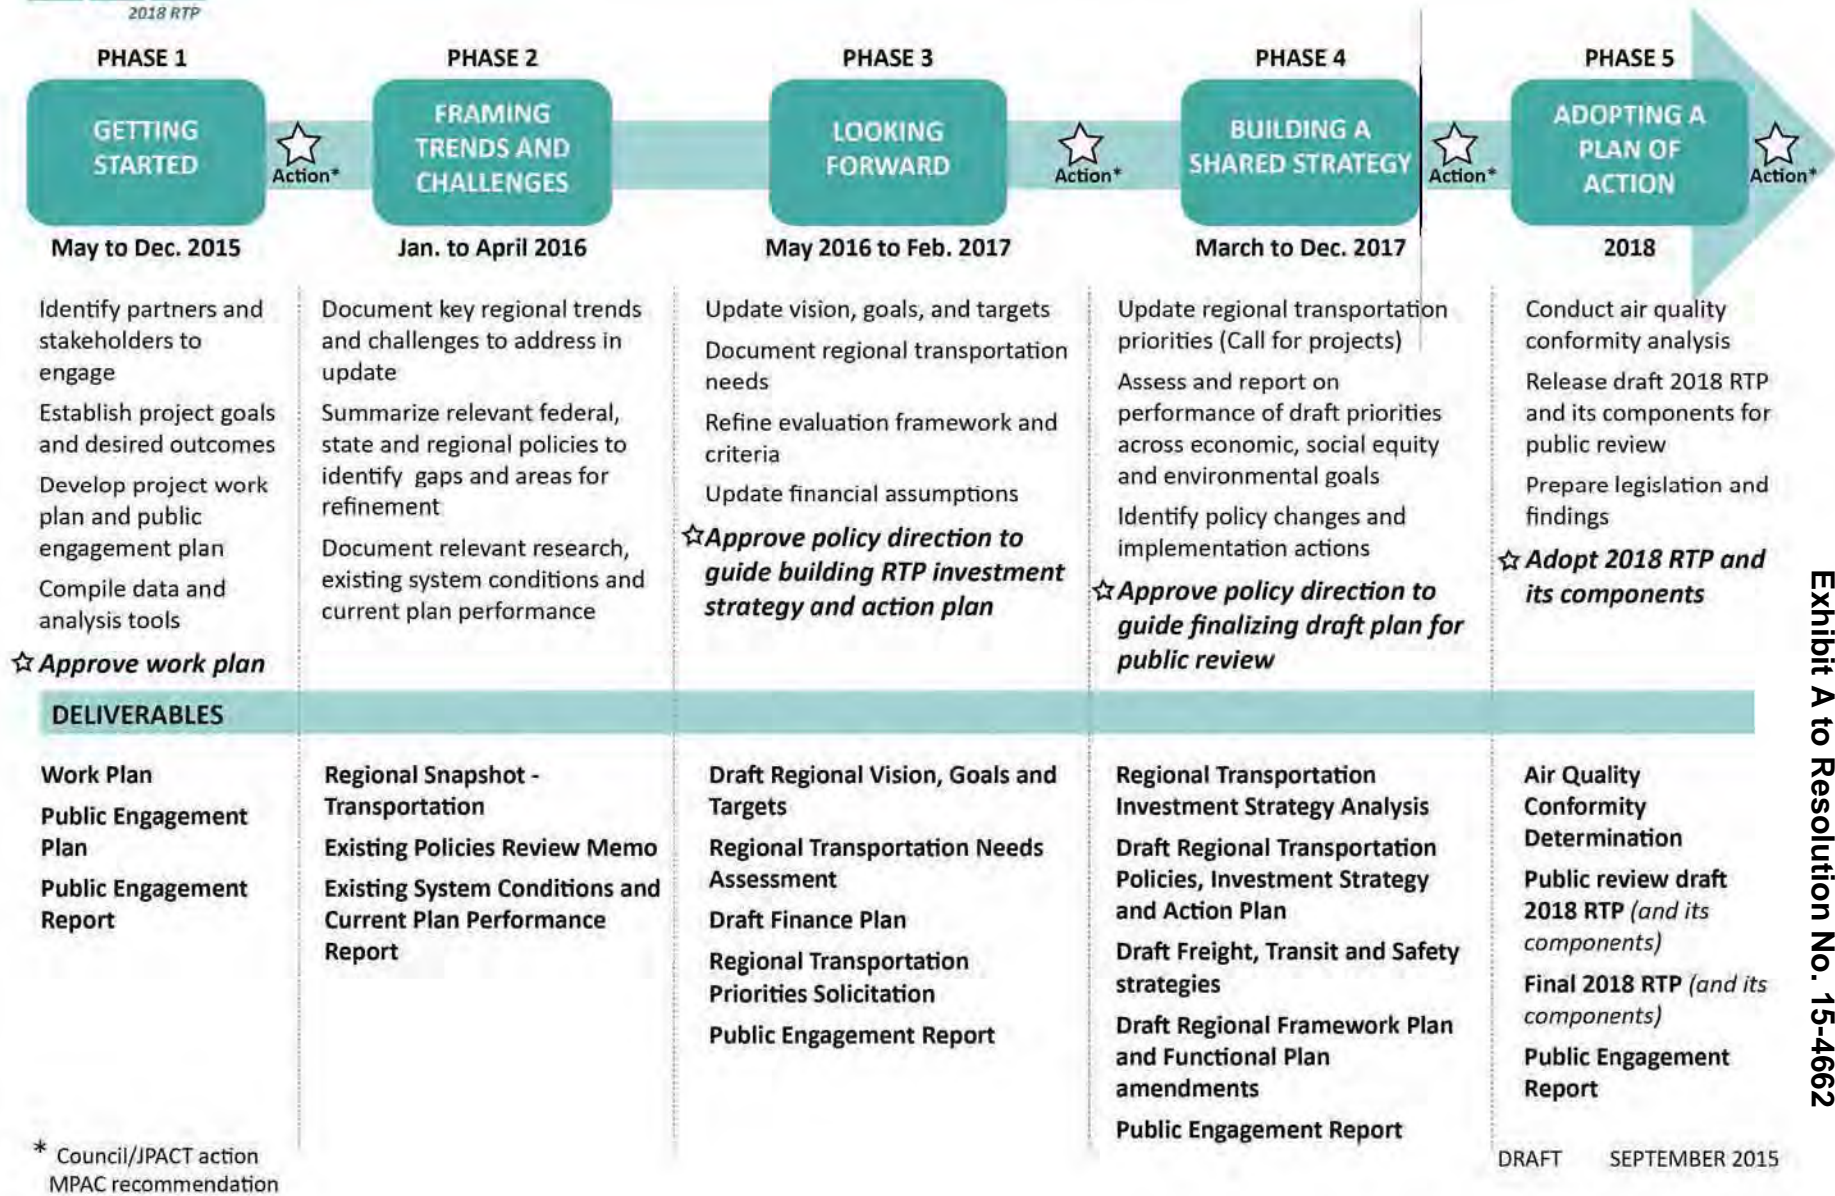 2018 RTP
PHASE 1
GETTING
STARTED
May to Dec. 2015
Action*
PHASE 2
FRAMING
TRENDS AND
CHALLENGES
Jan. to April 2016
PHASE 3
LOOKING
FORWARD
May 2016 to Feb. 2017
Action*
PHASE 4
BUILDING A
SHARED STRATEGY
March to Dec. 2017
Action*
PHASE 5
ADOPTING A
PLAN OF
ACTION
2018
Action*
Identify partners and
stakeholders to
engage
Establish project goals
and desired outcomes
Develop project work
plan and public
engagement plan
Compile data and
analysis tools
Approve work plan
Document key regional trends
and challenges to address in
update
Summarize relevant federal,
state and regional policies to
identify gaps and areas for
refinement
Document relevant research,
existing system conditions and
current plan performance
Update vision, goals, and targets
Document regional transportation
needs
Refine evaluation framework and
criteria
Update financial assumptions
Approve policy direction to
guide building RTP investment
strategy and action plan
Update regional transportation
priorities (Call for projects)
Assess and report on
performance of draft priorities
across economic, social equity
and environmental goals
Identify policy changes and
implementation actions
Approve policy direction to
guide finalizing draft plan for
public review
Conduct air quality
conformity analysis
Release draft 2018 RTP
and its components for
public review
Prepare legislation and
findings
Adopt 2018 RTP and
its components
DELIVERABLES
Work Plan
Public Engagement
Plan
Public Engagement
Report
Regional Snapshot -
Transportation
Existing Policies Review Memo
Existing System Conditions and
Current Plan Performance
Report
Draft Regional Vision, Goals and
Targets
Regional Transportation Needs
Assessment
Draft Finance Plan
Regional Transportation
Priorities Solicitation
Public Engagement Report
Regional Transportation
Investment Strategy Analysis
Draft Regional Transportation
Policies, Investment Strategy
and Action Plan
Draft Freight, Transit and Safety
strategies
Draft Regional Framework Plan
and Functional Plan
amendments
Public Engagement Report
Air Quality
Conformity
Determination
Public review draft
2018 RTP (and its
components)
Final 2018 RTP (and its
components)
Public Engagement
Report
* Council/JPACT action
MPAC recommendation
DRAFT SEPTEMBER 2015
Exhibit A to Resolution No. 15-4662